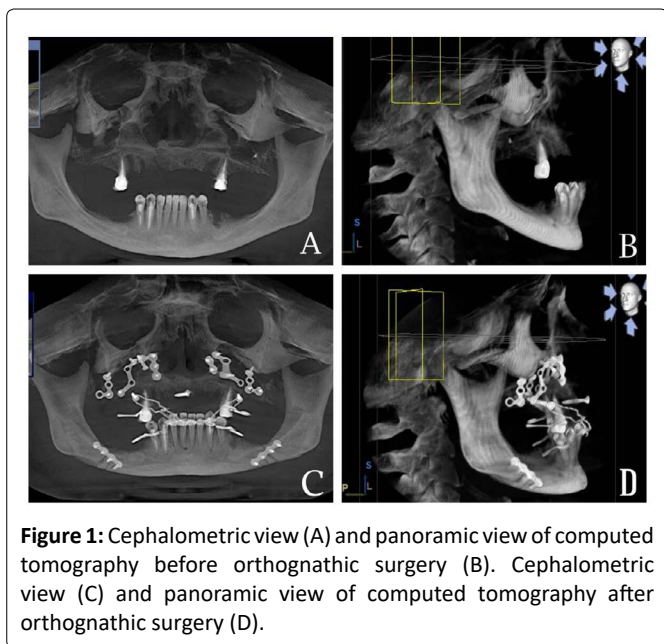 A
S
L
B
C
S
P
L
D
Figure 1: Cephalometric view (A) and panoramic view of computed
tomography before orthognathic surgery (B). Cephalometric
view (C) and panoramic view of computed tomography after
orthognathic surgery (D).